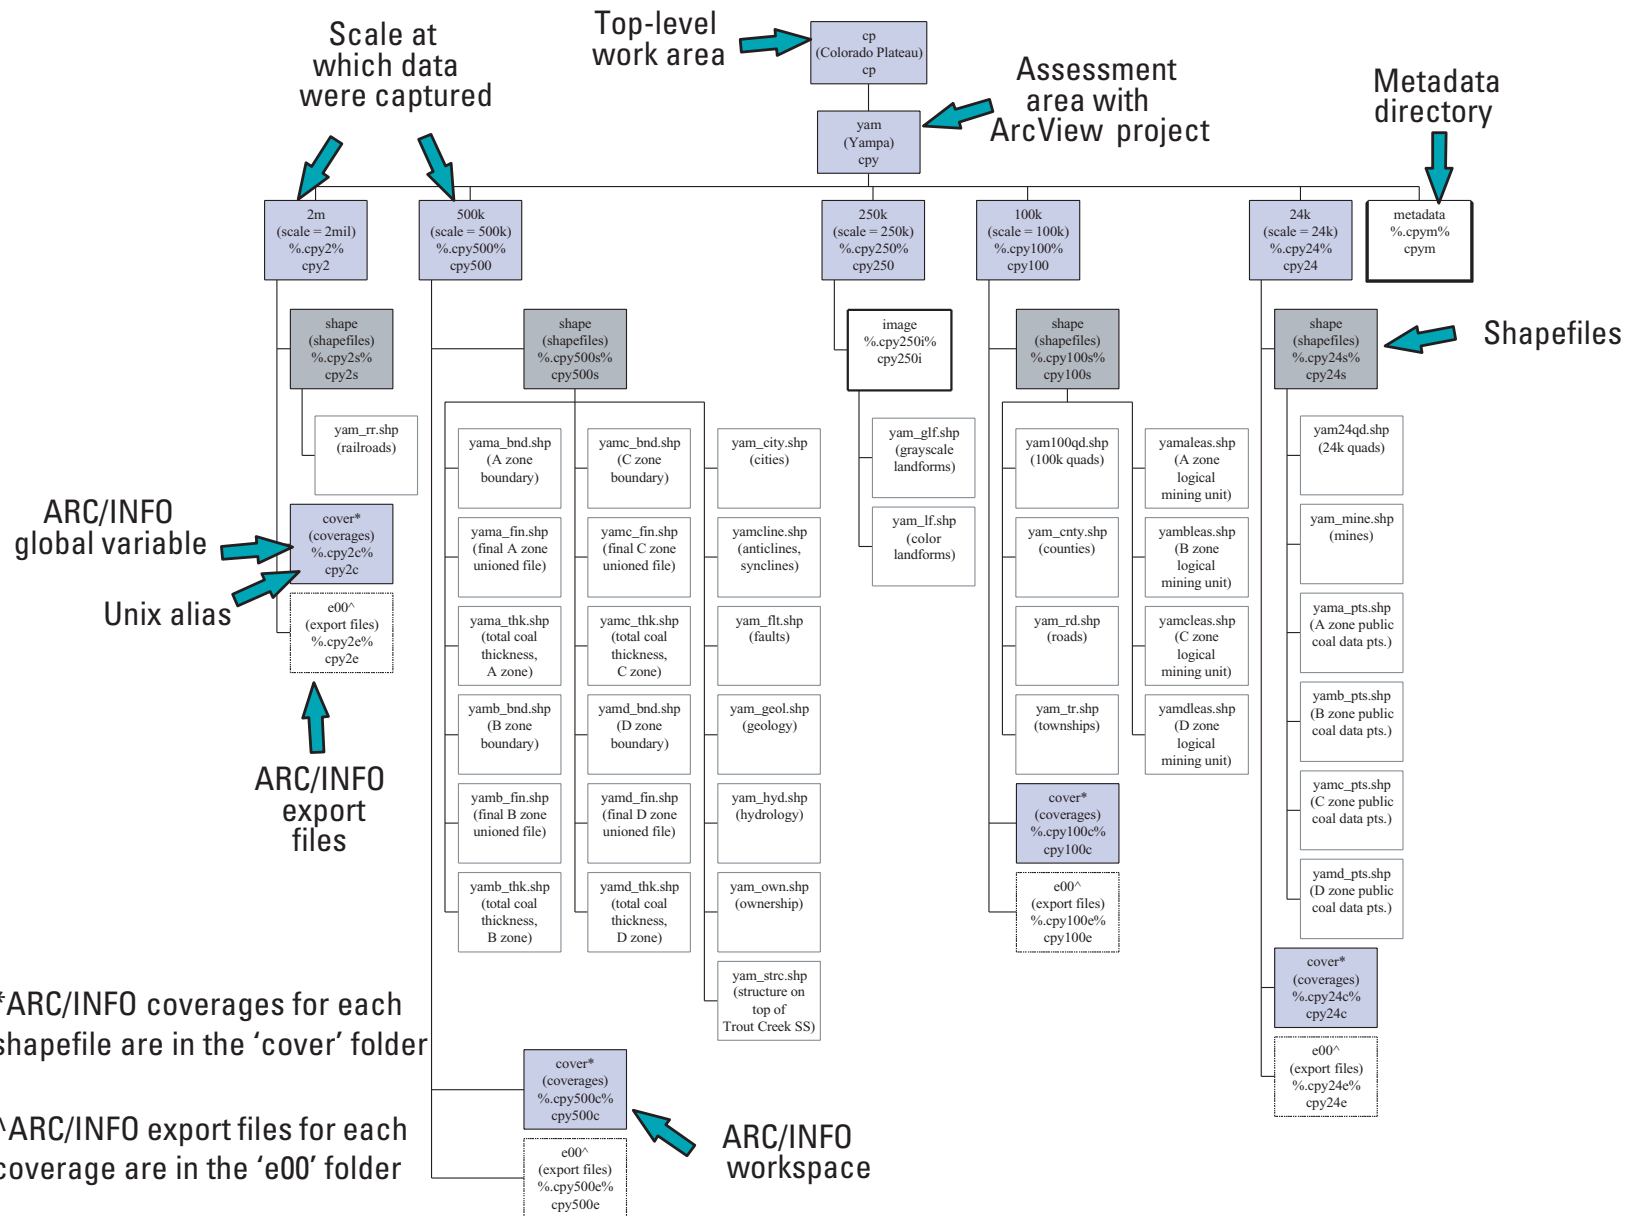 Scale at
which data
were captured
Top-level
work area
cp
(Colorado Plateau)
cp
Assessment
area with
ArcView project
Metadata
directory
yam
(Yampa)
cpy
2m
(scale = 2mil)
%.cpy2%
cpy2
500k
(scale = 500k)
%.cpy500%
cpy500
250k
(scale = 250k)
%.cpy250%
cpy250
100k
(scale = 100k)
%.cpy100%
cpy100
24k
(scale = 24k)
%.cpy24%
cpy24
metadata
%.cpym%
cpym
shape
(shapefiles)
%.cpy2s%
cpy2s
shape
(shapefiles)
%.cpy500s%
cpy500s
image
%.cpy250i%
cpy250i
shape
(shapefiles)
%.cpy100s%
cpy100s
shape
(shapefiles)
%.cpy24s%
cpy24s
Shapefiles
yam_rr.shp
(railroads)
ARC/INFO
global variable
cover*
(coverages)
%.cpy2c%
cpy2c
Unix alias
e00^
(export files)
%.cpy2e%
cpy2e
ARC/INFO
export
files
yama_bnd.shp
(A zone
boundary)
yama_fin.shp
(final A zone
unioned file)
yama_thk.shp
(total coal
thickness,
A zone)
yamb_bnd.shp
(B zone
boundary)
yamb_fin.shp
(final B zone
unioned file)
yamb_thk.shp
(total coal
thickness,
B zone)
yamc_bnd.shp
(C zone
boundary)
yamc_fin.shp
(final C zone
unioned file)
yamc_thk.shp
(total coal
thickness,
C zone)
yamd_bnd.shp
(D zone
boundary)
yamd_fin.shp
(final D zone
unioned file)
yamd_thk.shp
(total coal
thickness,
D zone)
yam_city.shp
(cities)
yamcline.shp
(anticlines,
synclines)
yam_flt.shp
(faults)
yam_geol.shp
(geology)
yam_hyd.shp
(hydrology)
yam_own.shp
(ownership)
yam_strc.shp
(structure on
top of
Trout Creek SS)
cover*
(coverages)
%.cpy500c%
cpy500c
e00^
(export files)
%.cpy500e%
cpy500e
ARC/INFO
workspace
yam_glf.shp
(grayscale
landforms)
yam_lf.shp
(color
landforms)
yam100qd.shp
(100k quads)
yam_cnty.shp
(counties)
yam_rd.shp
(roads)
yam_tr.shp
(townships)
yamaleas.shp
(A zone
logical
mining unit)
yambleas.shp
(B zone
logical
mining unit)
yamcleas.shp
(C zone
logical
mining unit)
yamdleas.shp
(D zone
logical
mining unit)
cover*
(coverages)
%.cpy100c%
cpy100c
e00^
(export files)
%.cpy100e%
cpy100e
yam24qd.shp
(24k quads)
yam_mine.shp
(mines)
yama_pts.shp
(A zone public
coal data pts.)
yamb_pts.shp
(B zone public
coal data pts.)
yamc_pts.shp
(C zone public
coal data pts.)
yamd_pts.shp
(D zone public
coal data pts.)
cover*
(coverages)
%.cpy24c%
cpy24c
e00^
(export files)
%.cpy24e%
cpy24e
*ARC/INFO coverages for each
shapefile are in the ‘cover’ folder
^ARC/INFO export files for each
coverage are in the ‘e00’ folder